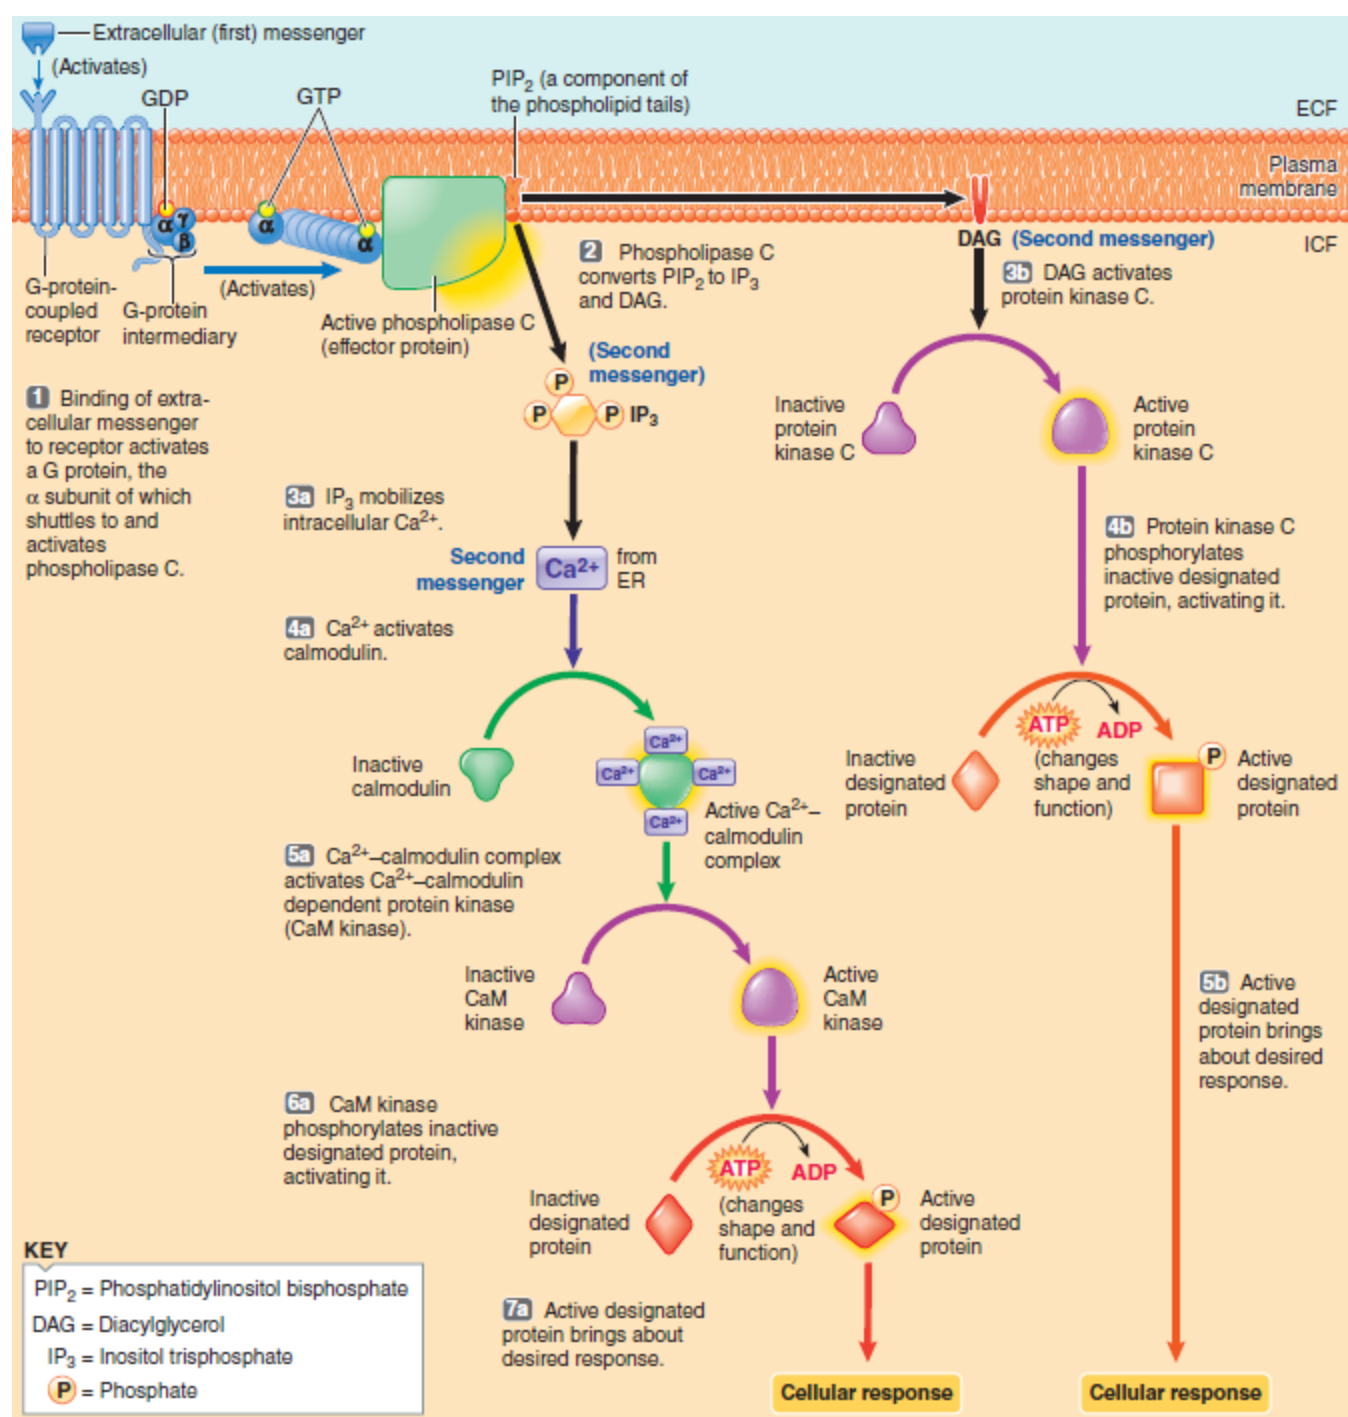 Extracellular (first) messenger
(Activates)
GDP
GTP
PIP₂ (a component of
the phospholipid tails)
ECF
Plasma
membrane
ICF
α
γ
β
α
α
G-protein-
coupled
receptor
G-protein
intermediary
(Activates)
Active phospholipase C
(effector protein)
2 Phospholipase C
converts PIP₂ to IP₃
and DAG.
DAG (Second messenger)
3b DAG activates
protein kinase C.
1 Binding of extra-
cellular messenger
to receptor activates
a G protein, the
α subunit of which
shuttles to and
activates
phospholipase C.
(Second
messenger)
P
P
P
IP₃
Inactive
protein
kinase C
Active
protein
kinase C
3a IP₃ mobilizes
intracellular Ca²⁺.
Second
messenger
Ca²⁺
from
ER
4b Protein kinase C
phosphorylates
inactive designated
protein, activating it.
4a Ca²⁺ activates
calmodulin.
Inactive
calmodulin
Ca²⁺
Ca²⁺
Ca²⁺
Ca²⁺
Active Ca²⁺–
calmodulin
complex
Inactive
designated
protein
ATP
ADP
(changes
shape and
function)
P
Active
designated
protein
5a Ca²⁺–calmodulin complex
activates Ca²⁺–calmodulin
dependent protein kinase
(CaM kinase).
Inactive
CaM
kinase
Active
CaM
kinase
5b Active
designated
protein brings
about desired
response.
6a CaM kinase
phosphorylates inactive
designated protein,
activating it.
Inactive
designated
protein
ATP
ADP
(changes
shape and
function)
P
Active
designated
protein
7a Active designated
protein brings about
desired response.
Cellular response
Cellular response
KEY
PIP₂ = Phosphatidylinositol bisphosphate
DAG = Diacylglycerol
IP₃ = Inositol trisphosphate
P = Phosphate